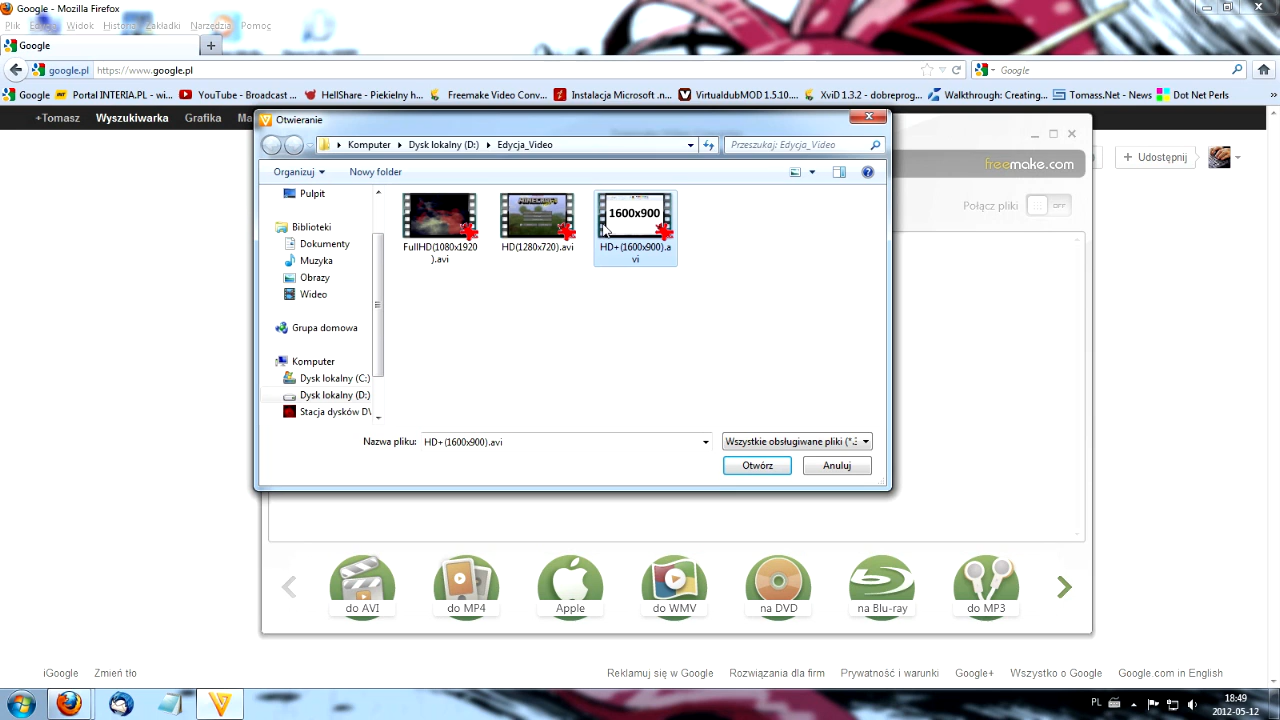 Google - Mozilla Firefox
Plik Edycja Widok Historia Zakładki Narzędzia Pomoc
Google
google.pl https://www.google.pl Google
Google Portal INTERIA.PL - wi... YouTube - Broadcast ... HellShare - Piekielny h... Freemake Video Conv... Instalacja Microsoft .n... VirtualdubMOD 1.5.10.... XviD 1.3.2 - dobreprog... Walkthrough: Creating... Tomass.Net - News Dot Net Perls »
+Tomasz Wyszukiwarka Grafika Ma
Otwieranie
Komputer Dysk lokalny (D:) Edycja_Video Przeszukaj: Edycja_Video
freemake.com
+ Udostępnij
Organizuj Nowy folder
Połącz pliki OFF
Pulpit
Biblioteki
Dokumenty
Muzyka
Obrazy
Wideo
Grupa domowa
Komputer
Dysk lokalny (C:)
Dysk lokalny (D:)
Stacja dysków DV
MINECRAFT
1600x900
FullHD(1080x1920
).avi
HD(1280x720).avi
HD+(1600x900).a
vi
Nazwa pliku: HD+(1600x900).avi Wszystkie obsługiwane pliki (*.3
Otwórz Anuluj
do AVI do MP4 Apple do WMV na DVD na Blu-ray do MP3
iGoogle Zmień tło Reklamuj się w Google Rozwiązania dla firm Prywatność i warunki Google+ Wszystko o Google Google.com in English
PL 18:49
2012-05-12